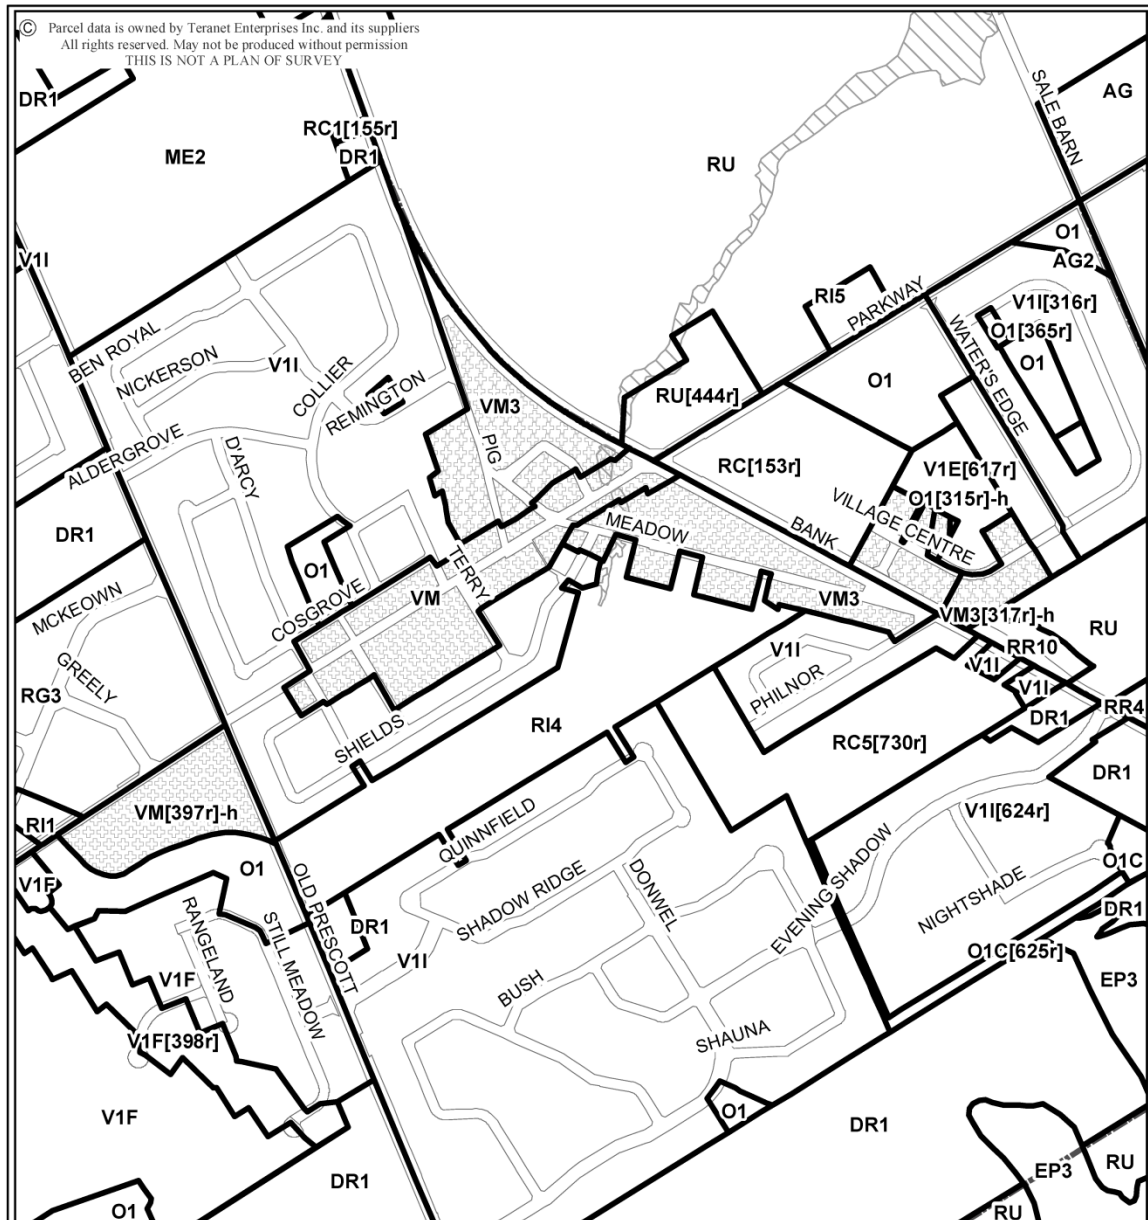 © Parcel data is owned by Teranet Enterprises Inc. and its suppliers
All rights reserved. May not be produced without permission
THIS IS NOT A PLAN OF SURVEY
DR1
AG
SALE BARN
RC1[155r]
DR1
ME2
RU
O1
AG2
V1I
RI5
PARKWAY
V1I[316r]
O1[365r]
O1
WATER'S EDGE
BEN ROYAL
NICKERSON
V1I
COLLIER
REMINGTON
VM3
PIG
RU[444r]
O1
ALDERGROVE
D'ARCY
RC[153r]
V1E[617r]
O1[315r]-h
VILLAGE CENTRE
MEADOW
BANK
DR1
O1
TERRY
COSGROVE
VM
VM3
VM3[317r]-h
RU
MCKEOWN
GREELY
V1I
RR10
V1I
V1I
PHILNOR
RG3
SHIELDS
RI4
DR1
RR4
RC5[730r]
DR1
VM[397r]-h
RI1
V1I[624r]
QUINNFIELD
O1
V1F
OLD PRESCOTT
SHADOW RIDGE
DONWEL
EVENING SHADOW
O1C
NIGHTSHADE
DR1
RANGELAND
STILL MEADOW
DR1
V1I
O1C[625r]
V1F
BUSH
EP3
V1F[398r]
SHAUNA
V1F
O1
DR1
DR1
EP3
RU
O1
RU